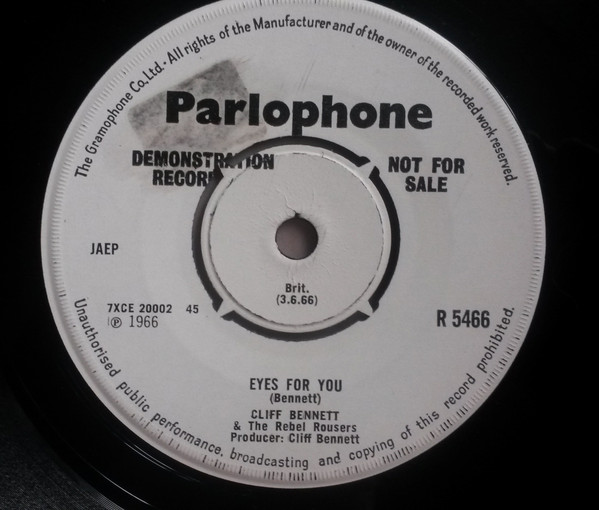 The Gramophone Co. Ltd. · All rights of the Manufacturer and of the owner of the recorded work reserved.
Parlophone
DEMONSTRATION
RECORD
NOT FOR
SALE
JAEP
Brit.
(3.6.66)
7XCE 20002 45
℗ 1966
R 5466
EYES FOR YOU
(Bennett)
CLIFF BENNETT
& The Rebel Rousers
Producer: Cliff Bennett
Unauthorised public performance, broadcasting and copying of this record prohibited.